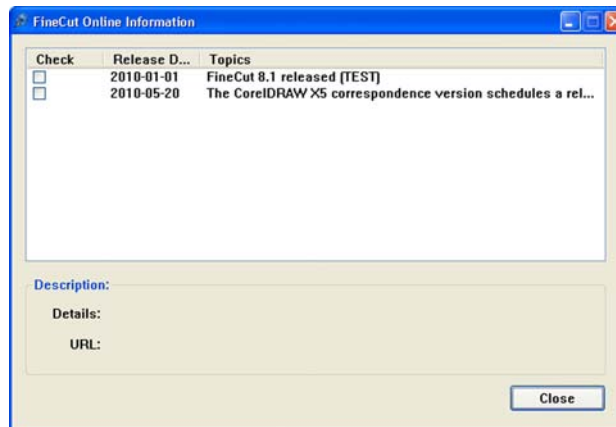 FineCut Online Information
Check Release D... Topics
2010-01-01 FineCut 8.1 released (TEST)
2010-05-20 The CorelDRAW X5 correspondence version schedules a rel...
Description:
Details:
URL:
Close